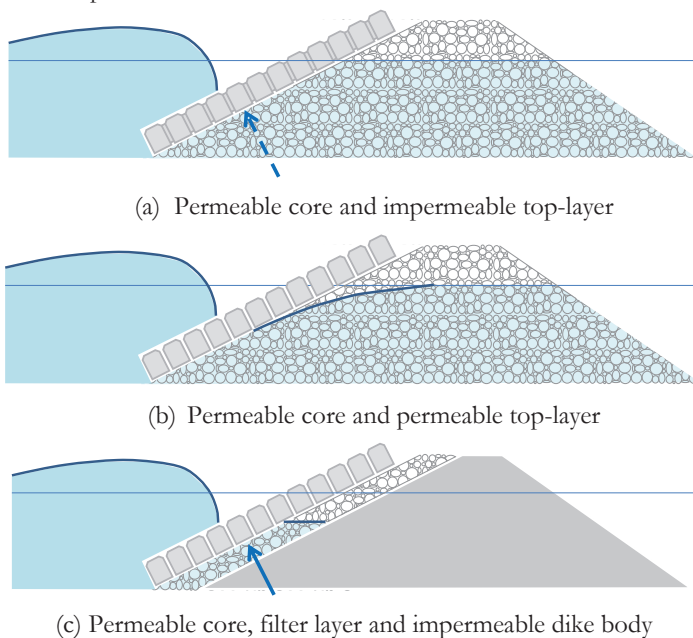 (a) Permeable core and impermeable top-layer
(b) Permeable core and permeable top-layer
(c) Permeable core, filter layer and impermeable dike body